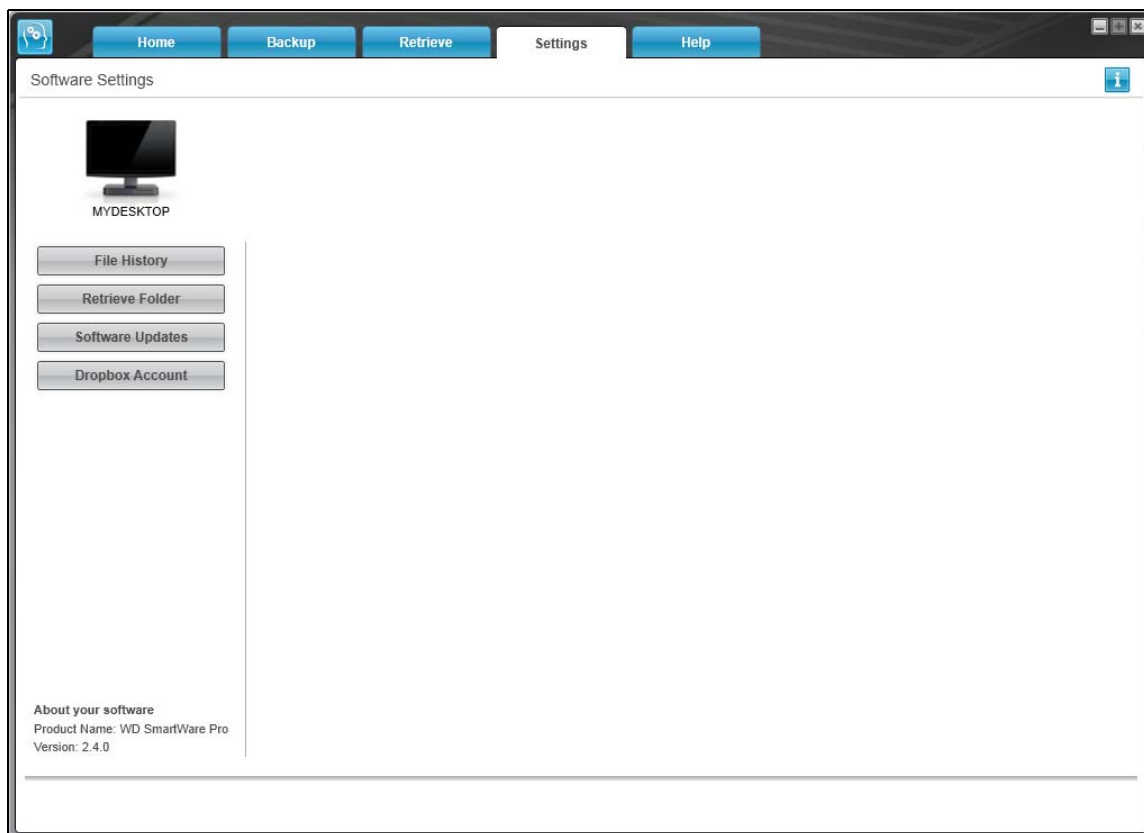 Home Backup Retrieve Settings Help
Software Settings
MYDESKTOP
File History
Retrieve Folder
Software Updates
Dropbox Account
About your software
Product Name: WD SmartWare Pro
Version: 2.4.0